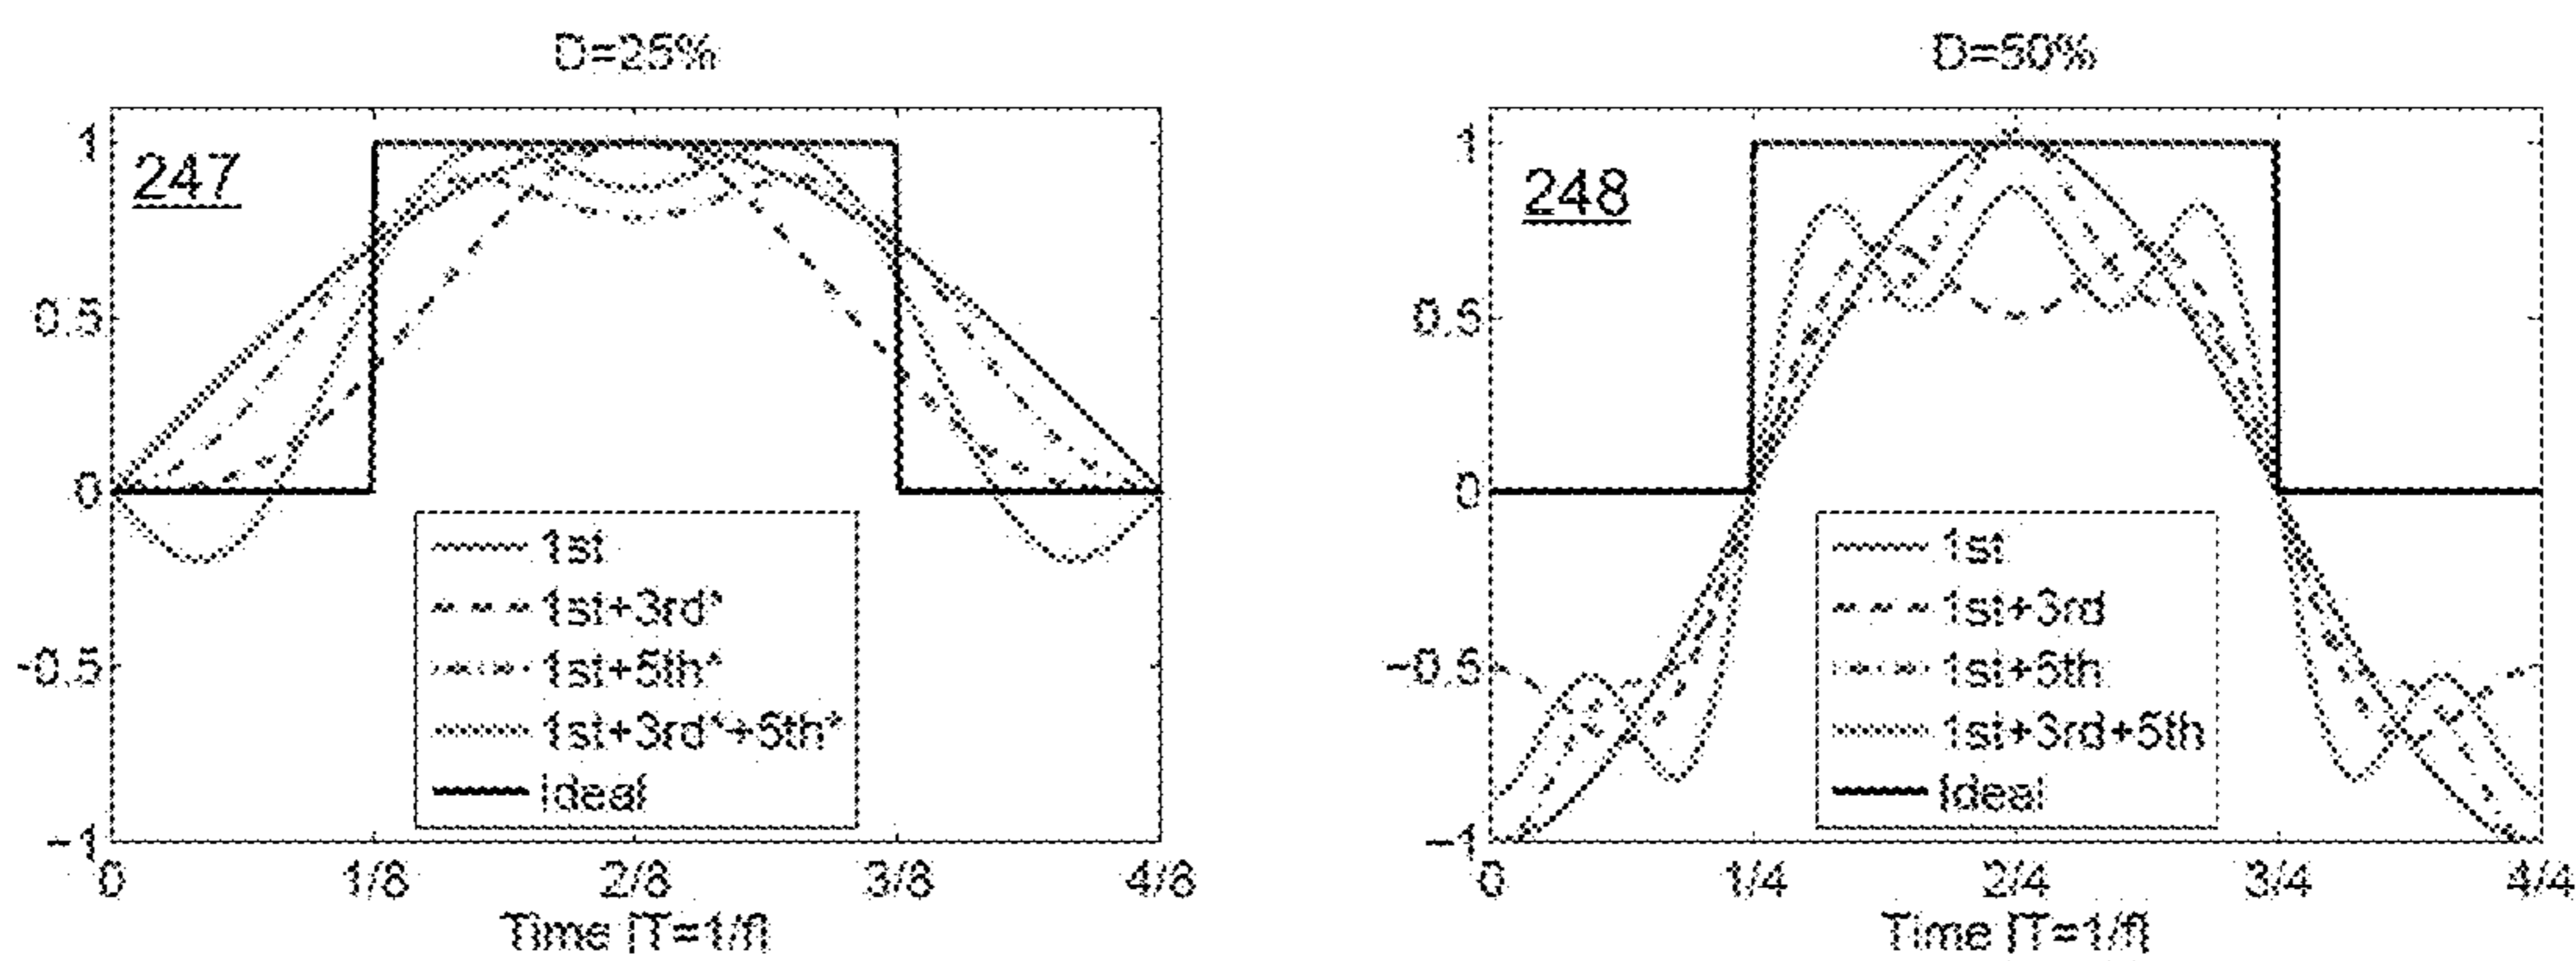 D=25%
247
1
0.5
0
-0.5
-1
1st
1st+3rd*
1st+5th*
1st+3rd*+5th*
Ideal
0
1/8
2/8
3/8
4/8
Time [T=1/f]
D=50%
248
1
0.5
0
-0.5
-1
1st
1st+3rd
1st+5th
1st+3rd+5th
Ideal
0
1/4
2/4
3/4
4/4
Time [T=1/f]